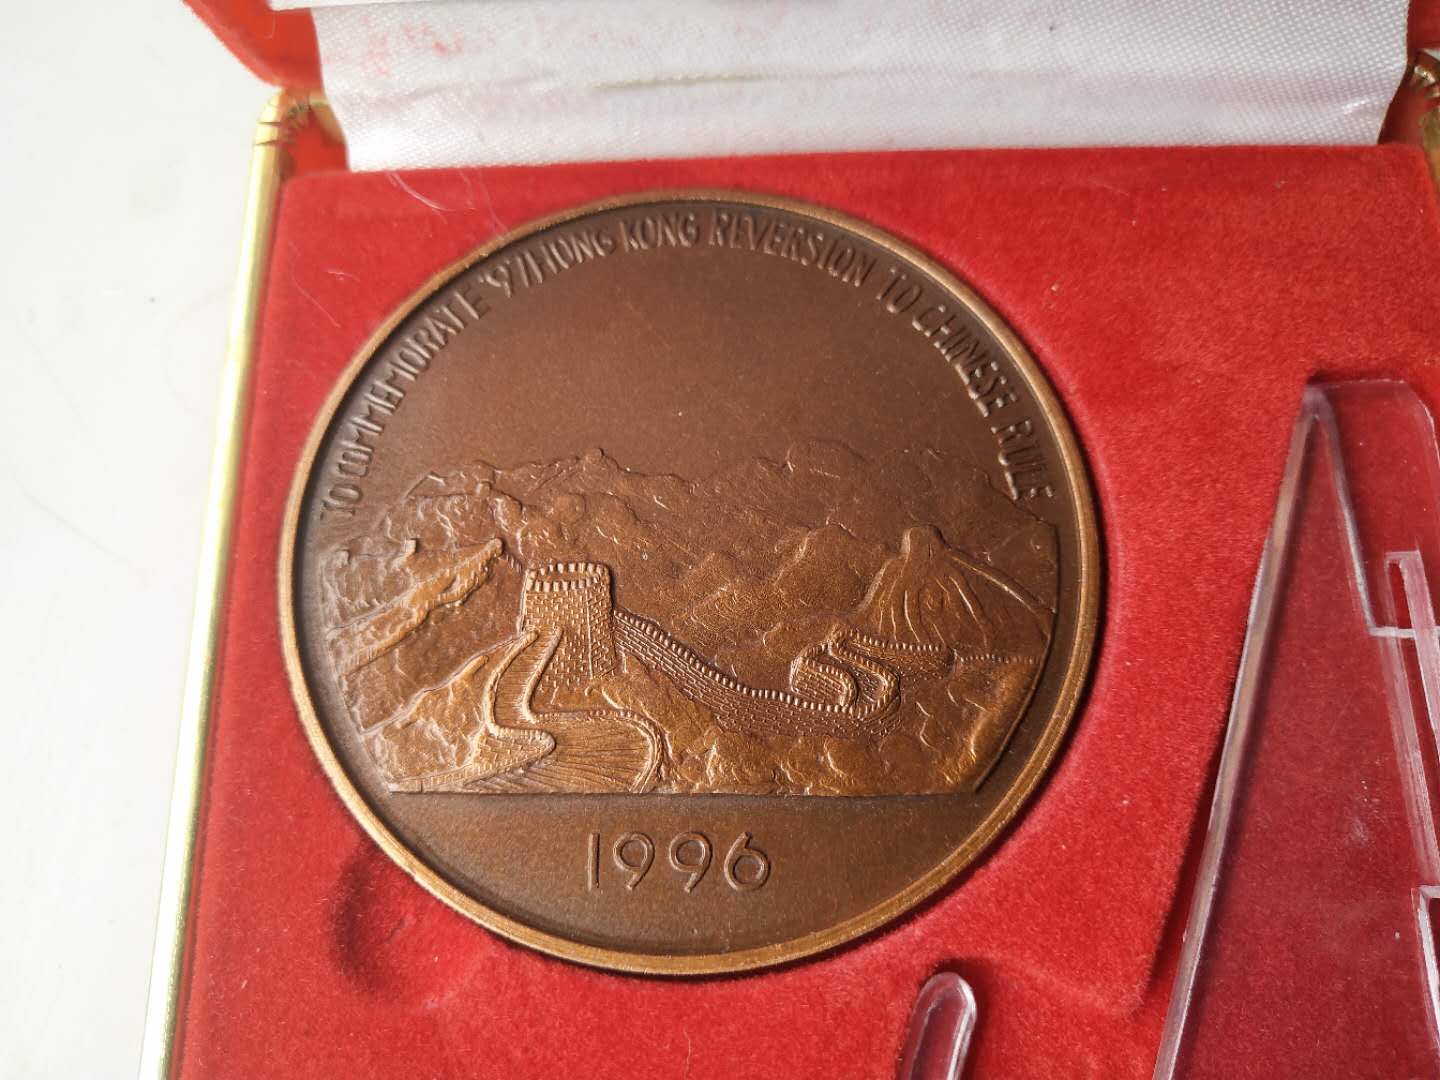 TO COMMEMORATE '97 HONG KONG REVERSION TO CHINESE RULE
1996